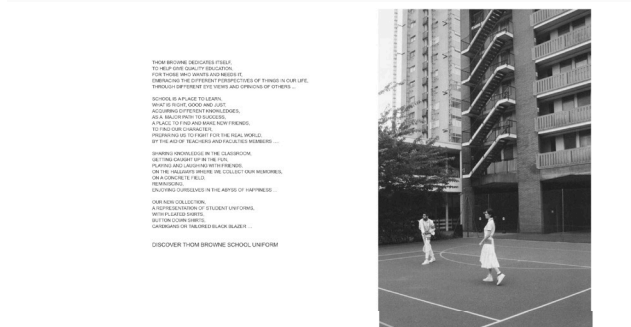 THOM BROWNE DEDICATES ITSELF,
TO HELP GIVE QUALITY EDUCATION.
FOR THOSE WHO WANTS AND NEEDS IT.
EMBRACING THE DIFFERENT PERSPECTIVES OF THINGS IN OUR LIFE,
THROUGH DIFFERENT EYE VIEWS AND OPINIONS OF OTHERS ...
SCHOOL IS A PLACE TO LEARN,
WHAT IS RIGHT, GOOD AND JUST.
ACQUIRING DIFFERENT KNOWLEDGES,
AS A MAJOR PATH TO SUCCESS,
A PLACE TO FIND AND MAKE NEW FRIENDS,
TO FIND OUR CHARACTER,
PREPARING US TO FIGHT FOR THE REAL WORLD.
BY THE AID OF TEACHERS AND FACULTIES MEMBERS ...
SHARING KNOWLEDGE IN THE CLASSROOM,
GETTING CAUGHT UP IN THE FUN,
PLAYING AND LAUGHING WITH FRIENDS,
ON THE HALLWAYS WHERE WE COLLECT OUR MEMORIES,
ON A CONCRETE FIELD,
REMINISCING,
ENJOYING OURSELVES IN THE ABYSS OF HAPPINESS ...
OUR NEW COLLECTION,
A REPRESENTATION OF STUDENT UNIFORMS,
WITH PLEATED SKIRTS,
BUTTON DOWN SHIRTS,
CARDIGANS OR TAILORED BLACK BLAZER ...
DISCOVER THOM BROWNE SCHOOL UNIFORM